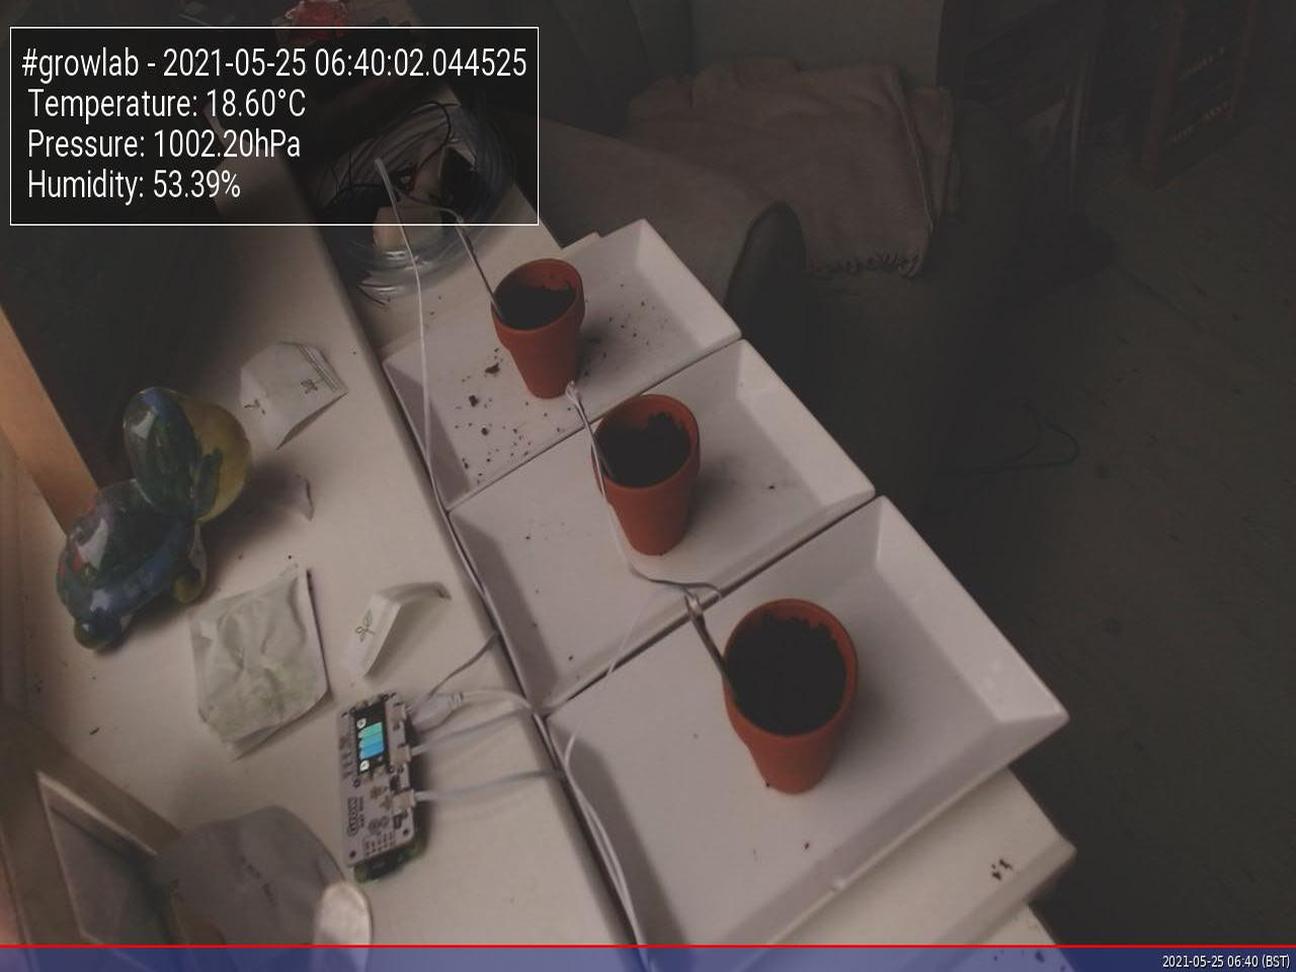 #growlab - 2021-05-25 06:40:02.044525
Temperature: 18.60°C
Pressure: 1002.20hPa
Humidity: 53.39%
2021-05-25 06:40 (BST)